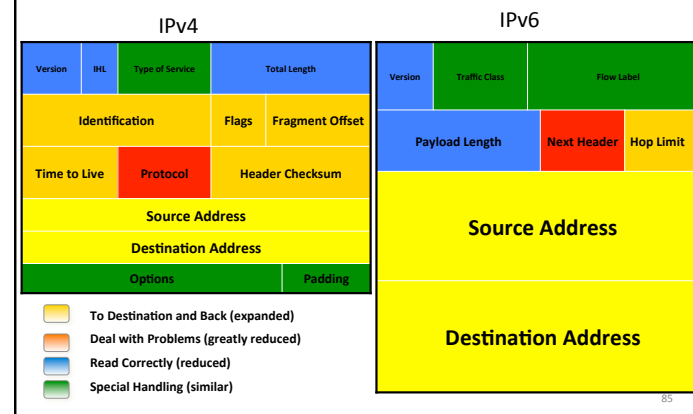 IPv4
Version IHL Type of Service Total Length
Identification Flags Fragment Offset
Time to Live Protocol Header Checksum
Source Address
Destination Address
Options Padding
IPv6
Version Traffic Class Flow Label
Payload Length Next Header Hop Limit
Source Address
Destination Address
To Destination and Back (expanded)
Deal with Problems (greatly reduced)
Read Correctly (reduced)
Special Handling (similar)
85